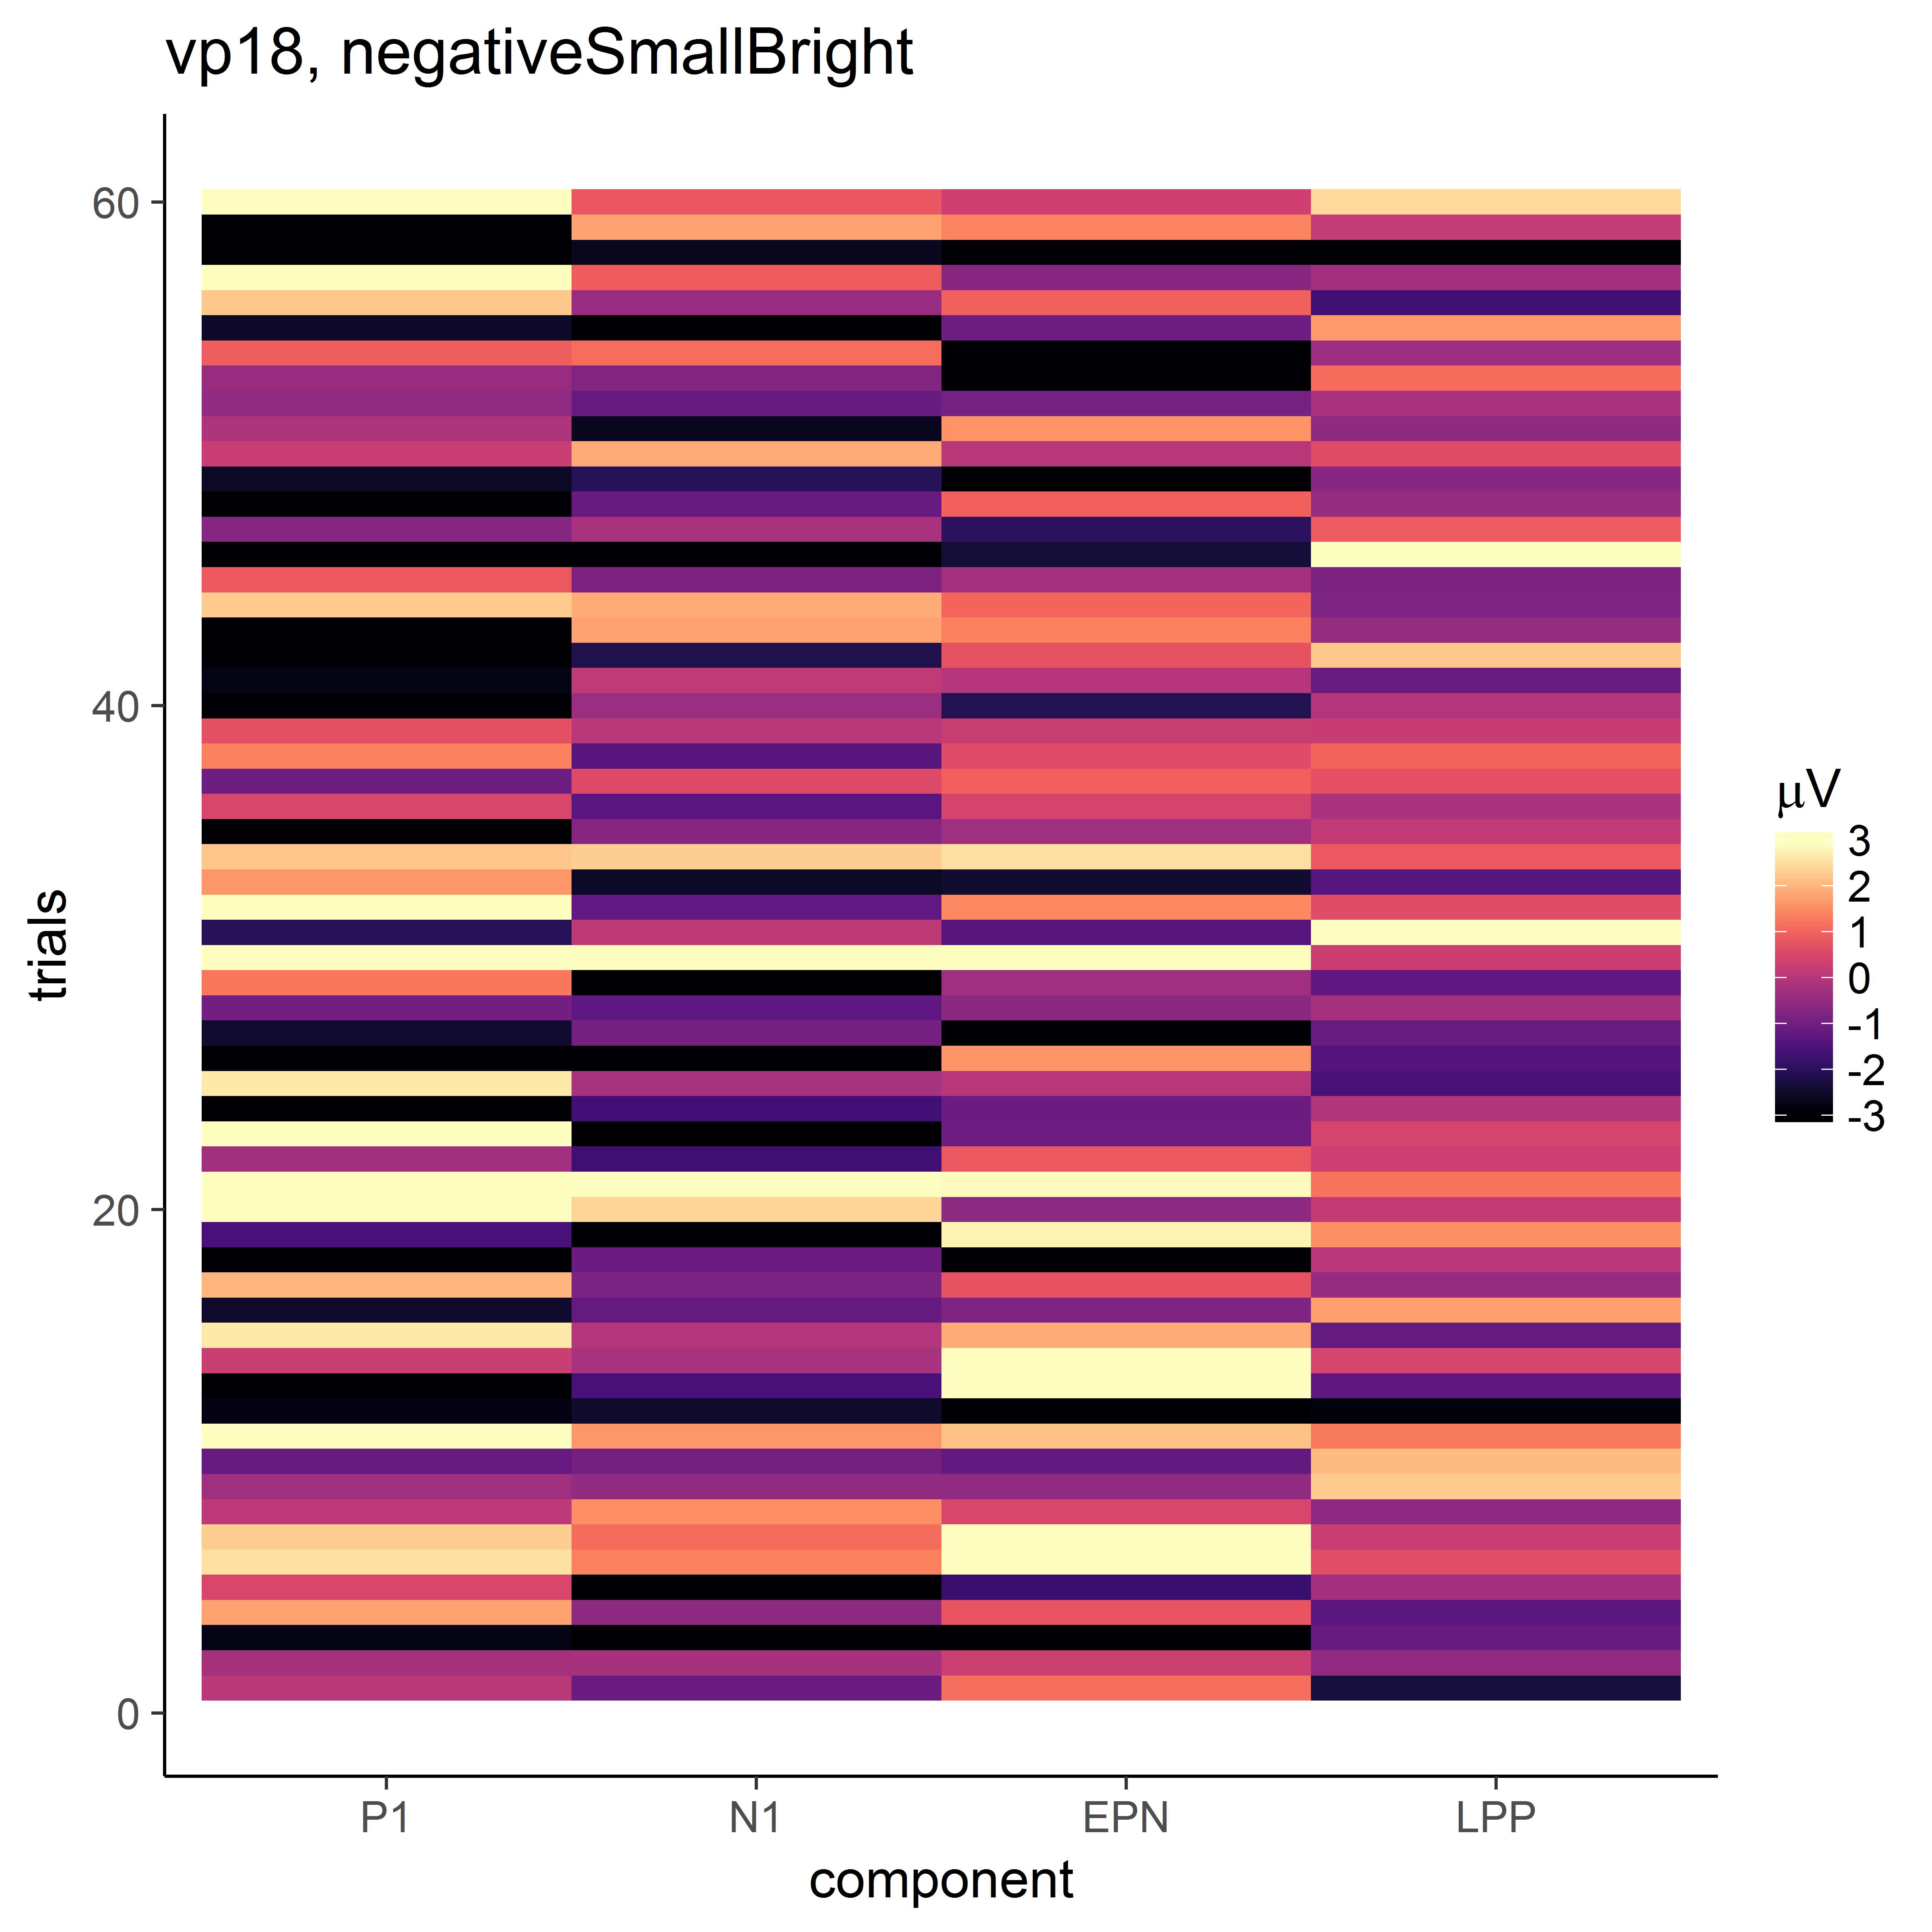 vp18, negativeSmallBright
60
40
20
0
trials
P1 N1 EPN LPP
component
μV
3
2
1
0
-1
-2
-3